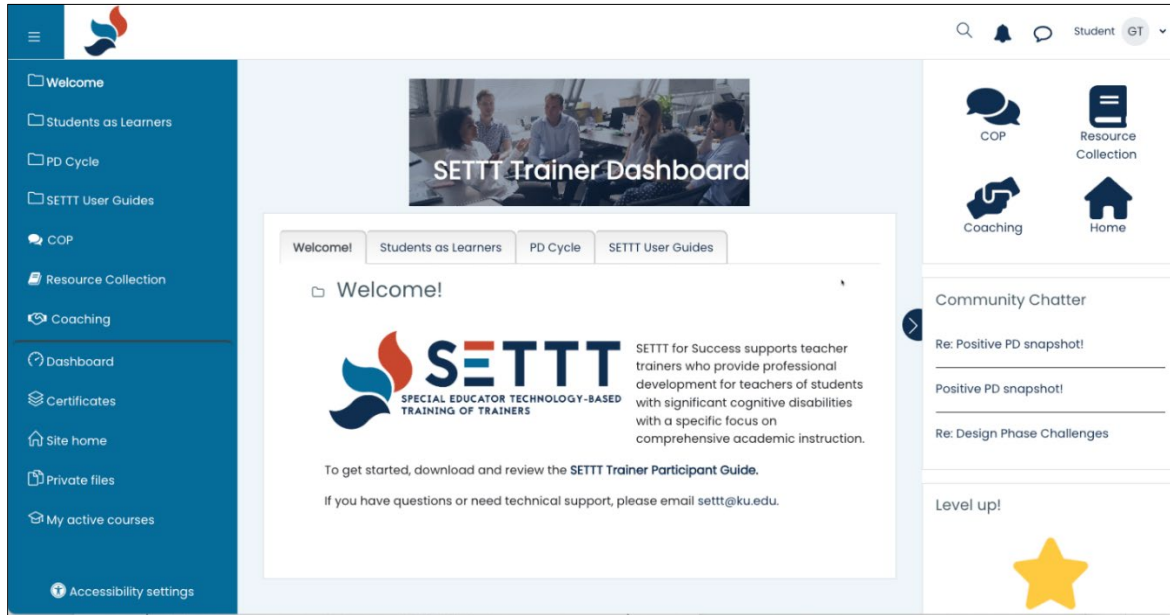 Student GT
Welcome
Students as Learners
PD Cycle
SETTT User Guides
COP
Resource Collection
Coaching
Dashboard
Certificates
Site home
Private files
My active courses
Accessibility settings
SETTT Trainer Dashboard
Welcome! Students as Learners PD Cycle SETTT User Guides
Welcome!
SETTT
SPECIAL EDUCATOR TECHNOLOGY-BASED
TRAINING OF TRAINERS
SETTT for Success supports teacher
trainers who provide professional
development for teachers of students
with significant cognitive disabilities
with a specific focus on
comprehensive academic instruction.
To get started, download and review the SETTT Trainer Participant Guide.
If you have questions or need technical support, please email settt@ku.edu.
COP
Resource
Collection
Coaching
Home
Community Chatter
Re: Positive PD snapshot!
Positive PD snapshot!
Re: Design Phase Challenges
Level up!